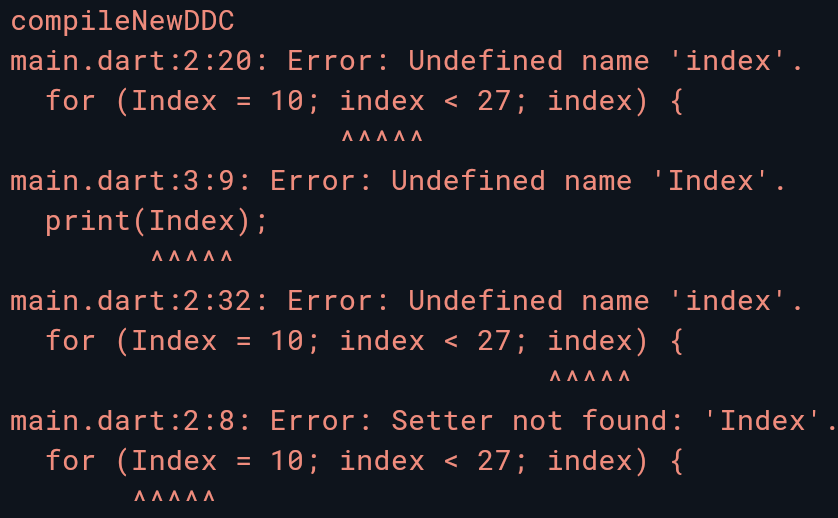 compileNewDDC
main.dart:2:20: Error: Undefined name 'index'.
  for (Index = 10; index < 27; index) {
                   ^^^^^
main.dart:3:9: Error: Undefined name 'Index'.
  print(Index);
        ^^^^^
main.dart:2:32: Error: Undefined name 'index'.
  for (Index = 10; index < 27; index) {
                               ^^^^^
main.dart:2:8: Error: Setter not found: 'Index'.
  for (Index = 10; index < 27; index) {
       ^^^^^